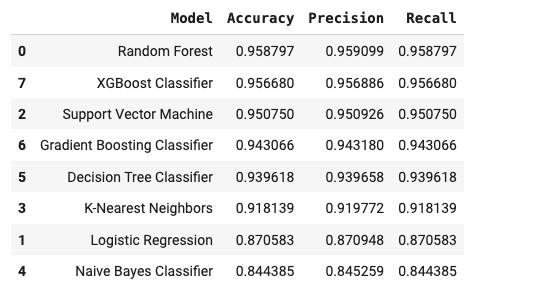 Model Accuracy Precision Recall
0 Random Forest 0.958797 0.959099 0.958797
7 XGBoost Classifier 0.956680 0.956886 0.956680
2 Support Vector Machine 0.950750 0.950926 0.950750
6 Gradient Boosting Classifier 0.943066 0.943180 0.943066
5 Decision Tree Classifier 0.939618 0.939658 0.939618
3 K-Nearest Neighbors 0.918139 0.919772 0.918139
1 Logistic Regression 0.870583 0.870948 0.870583
4 Naive Bayes Classifier 0.844385 0.845259 0.844385